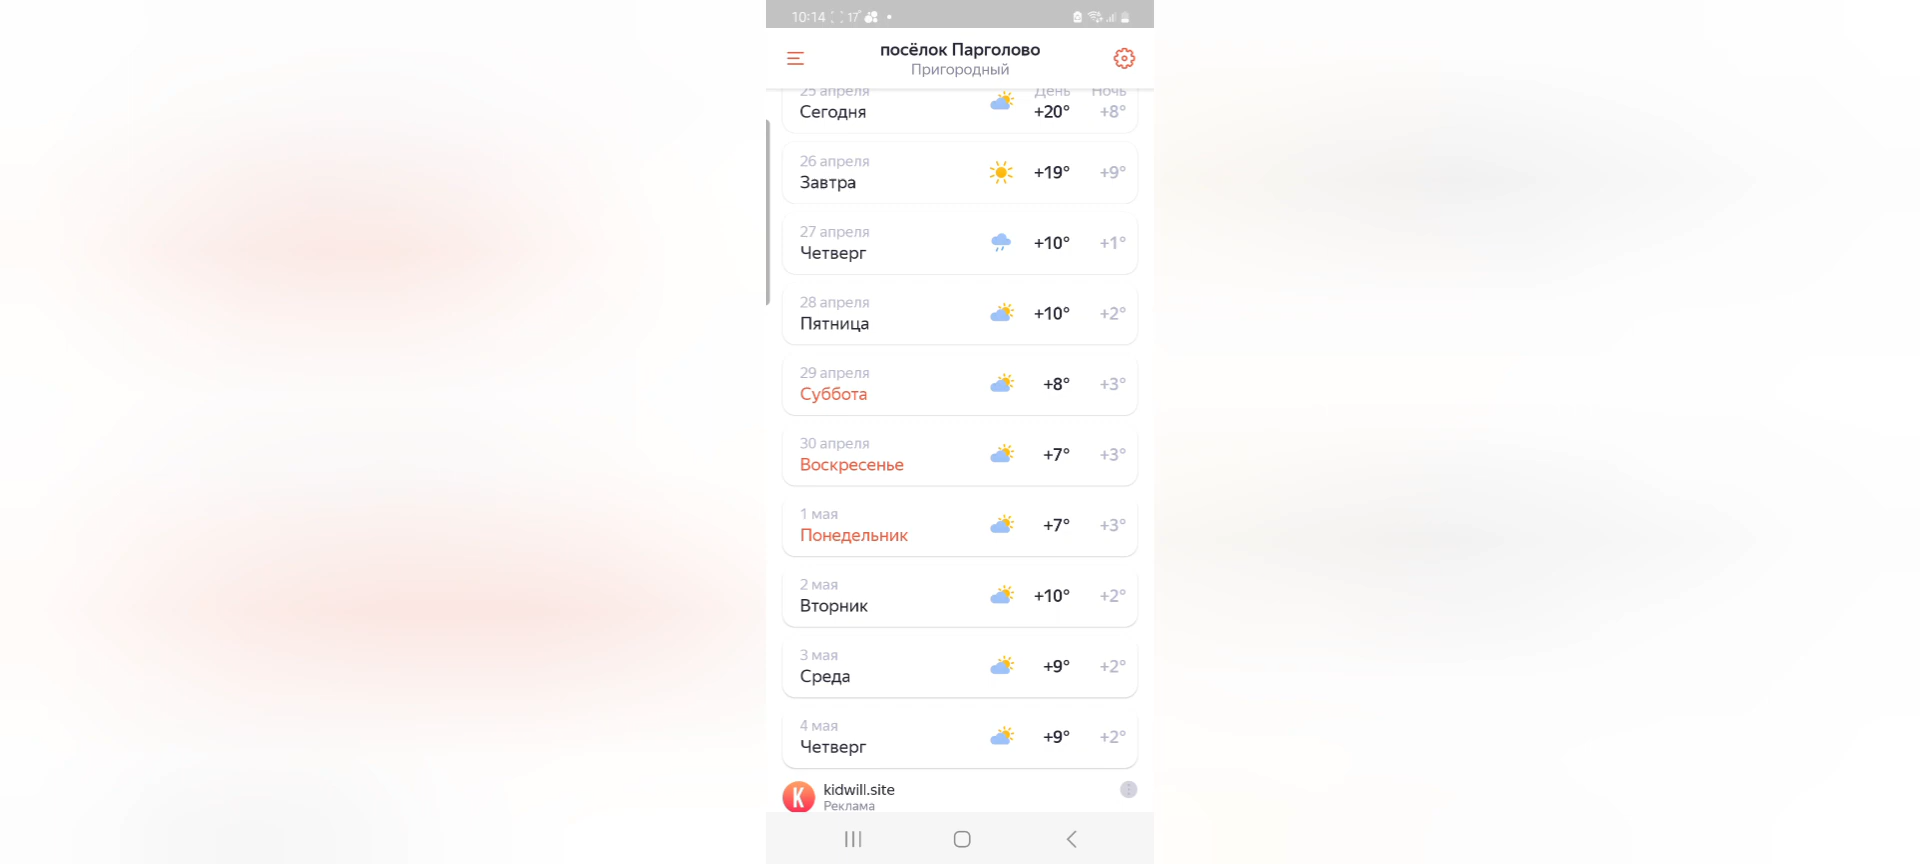 10:14 17°
посёлок Парголово
Пригородный
25 апреля День Ночь
Сегодня +20° +8°
26 апреля
Завтра +19° +9°
27 апреля
Четверг +10° +1°
28 апреля
Пятница +10° +2°
29 апреля
Суббота +8° +3°
30 апреля
Воскресенье +7° +3°
1 мая
Понедельник +7° +3°
2 мая
Вторник +10° +2°
3 мая
Среда +9° +2°
4 мая
Четверг +9° +2°
K kidwill.site
Реклама